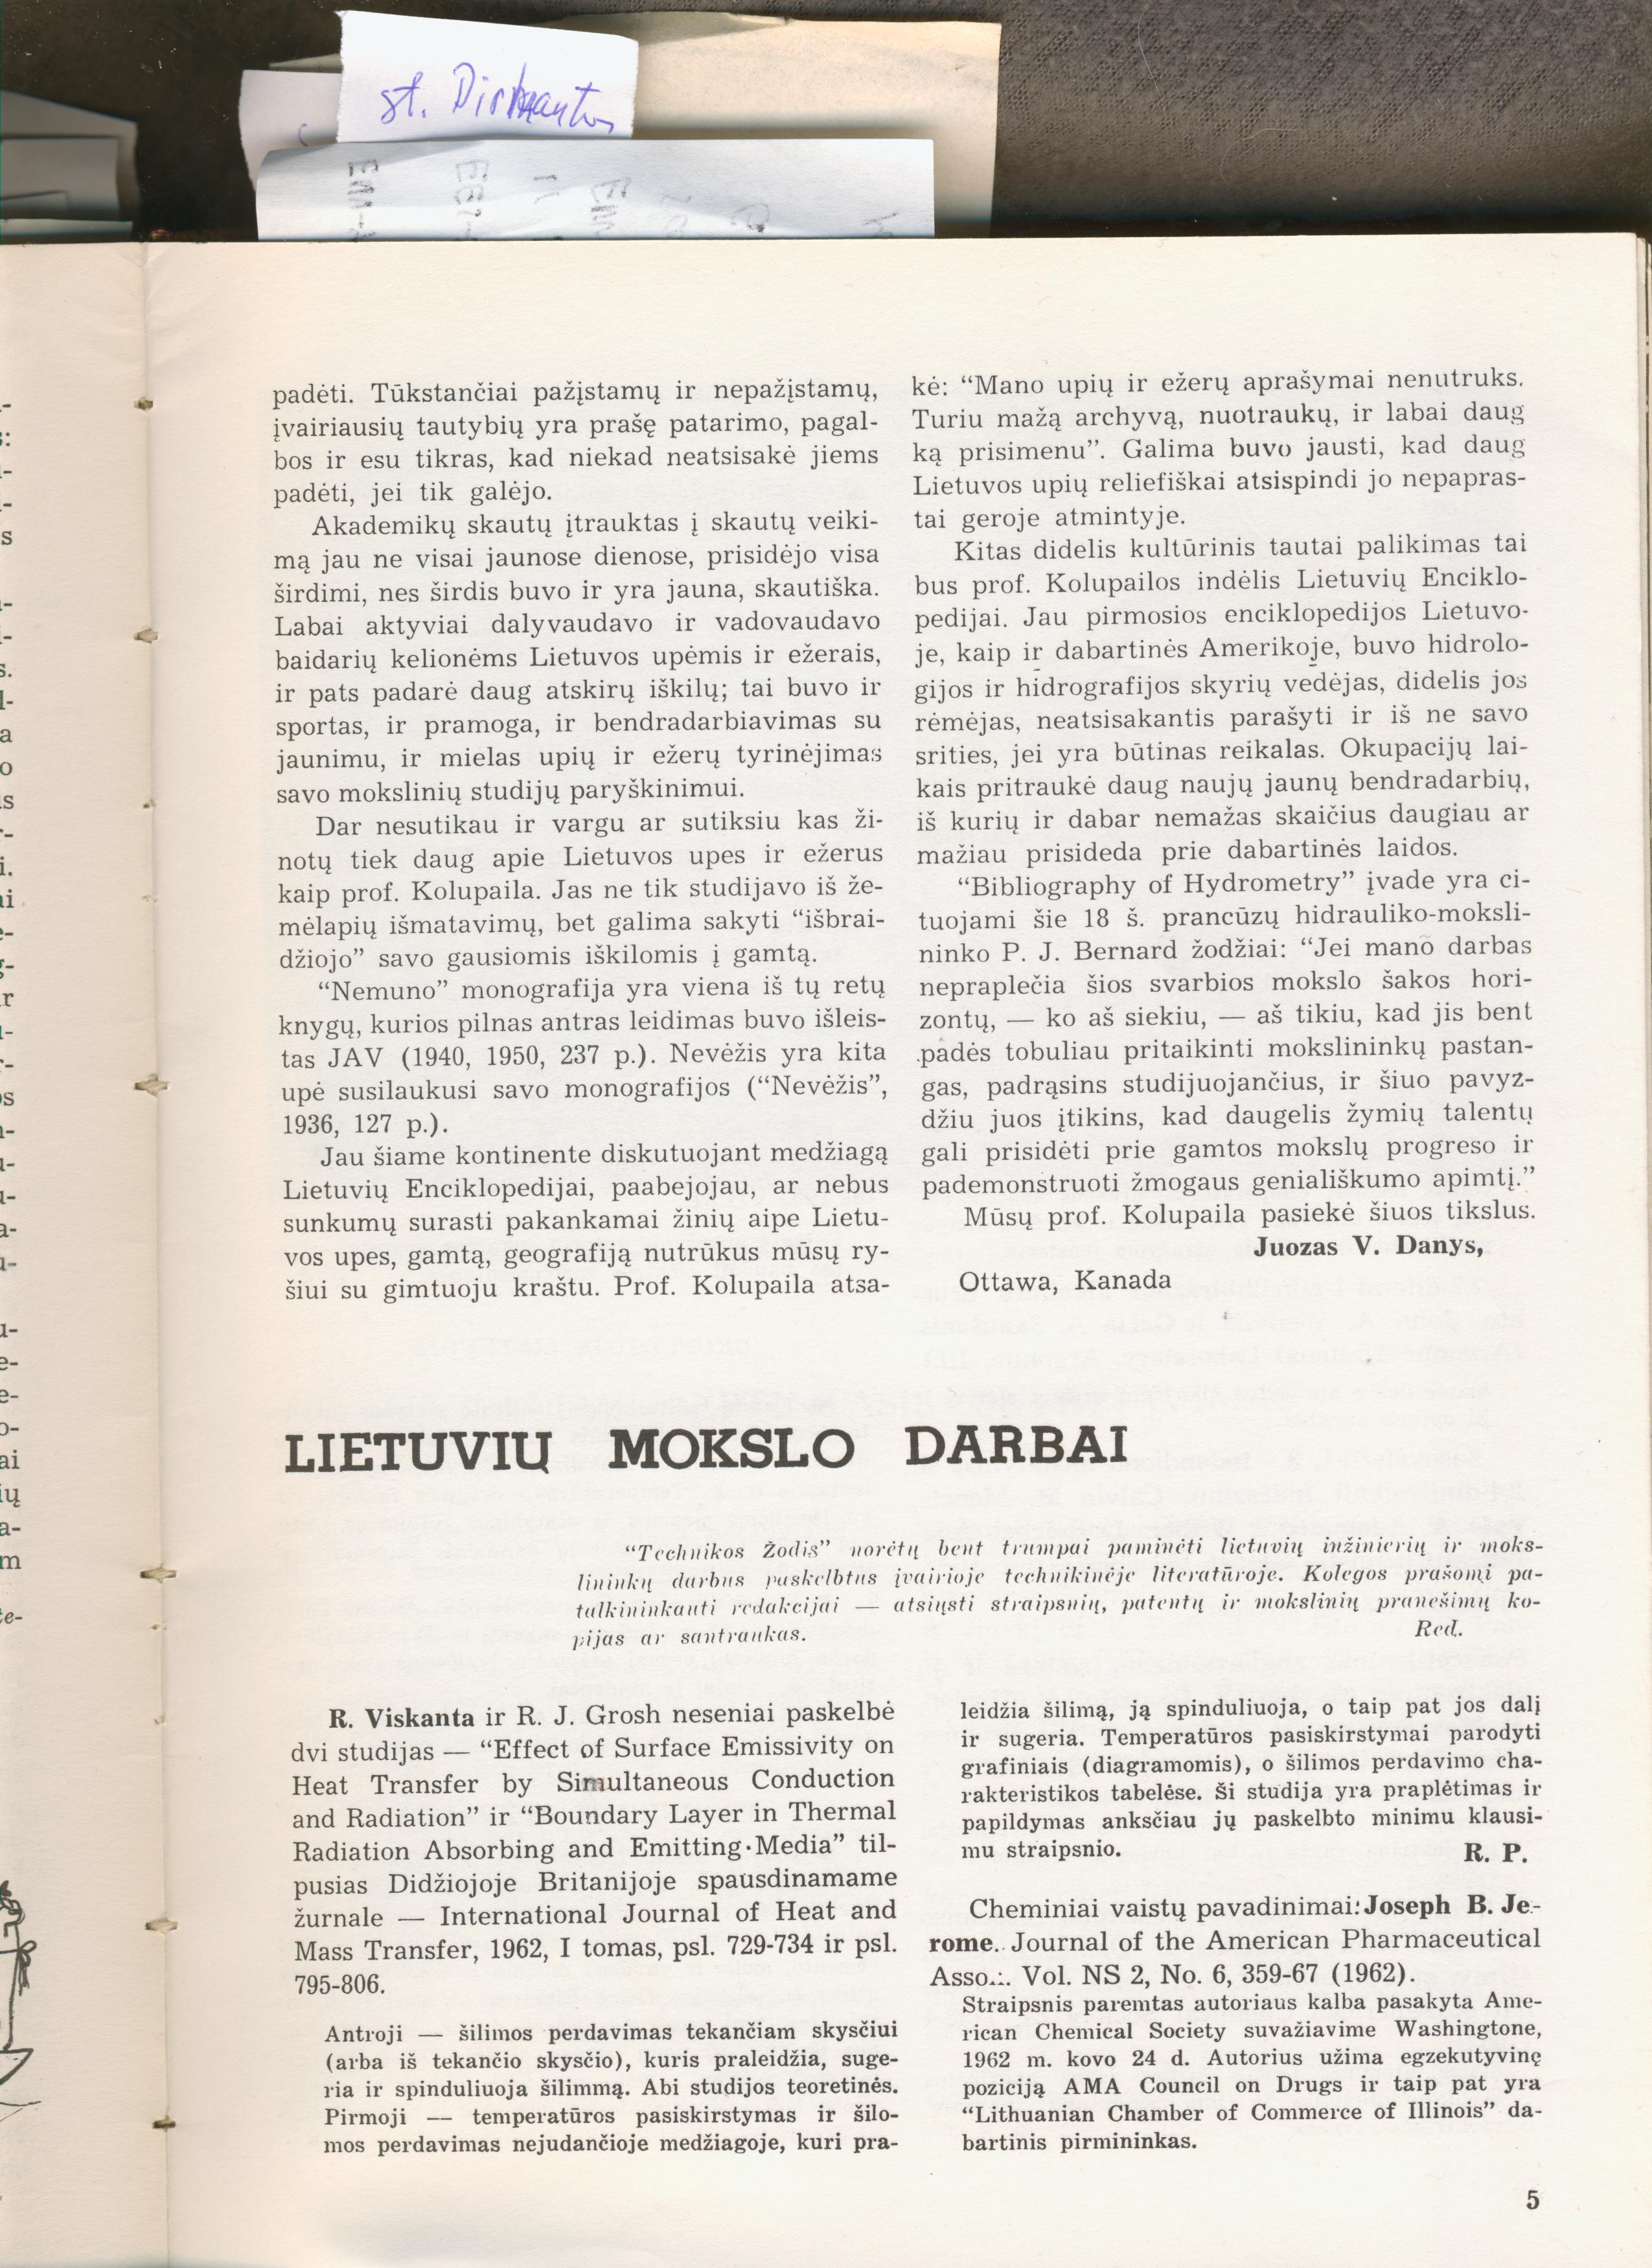 st. Dirmantas
padėti. Tūkstančiai pažįstamų ir nepažįstamų,
įvairiausių tautybių yra prašę patarimo, pagal-
bos ir esu tikras, kad niekad neatsisakė jiems
padėti, jei tik galėjo.
Akademikų skautų įtrauktas į skautų veiki-
mą jau ne visai jaunose dienose, prisidėjo visa
širdimi, nes širdis buvo ir yra jauna, skautiška.
Labai aktyviai dalyvaudavo ir vadovaudavo
baidarių kelionėms Lietuvos upėmis ir ežerais,
ir pats padarė daug atskirų iškilų; tai buvo ir
sportas, ir pramoga, ir bendradarbiavimas su
jaunimu, ir mielas upių ir ežerų tyrinėjimas
savo mokslinių studijų paryškinimui.
Dar nesutikau ir vargu ar sutiksiu kas ži-
notų tiek daug apie Lietuvos upes ir ežerus
kaip prof. Kolupaila. Jas ne tik studijavo iš že-
mėlapių išmatavimų, bet galima sakyti “išbrai-
džiojo” savo gausiomis iškilomis į gamtą.
“Nemuno” monografija yra viena iš tų retų
knygų, kurios pilnas antras leidimas buvo išleis-
tas JAV (1940, 1950, 237 p.). Nevėžis yra kita
upė susilaukusi savo monografijos (“Nevėžis”,
1936, 127 p.).
Jau šiame kontinente diskutuojant medžiagą
Lietuvių Enciklopedijai, paabejojau, ar nebus
sunkumų surasti pakankamai žinių aipe Lietu-
vos upes, gamtą, geografiją nutrūkus mūsų ry-
šiui su gimtuoju kraštu. Prof. Kolupaila atsa-
kė: “Mano upių ir ežerų aprašymai nenutruks.
Turiu mažą archyvą, nuotraukų, ir labai daug
ką prisimenu”. Galima buvo jausti, kad daug
Lietuvos upių reliefiškai atsispindi jo nepapras-
tai geroje atmintyje.
Kitas didelis kultūrinis tautai palikimas tai
bus prof. Kolupailos indėlis Lietuvių Enciklo-
pedijai. Jau pirmosios enciklopedijos Lietuvo-
je, kaip ir dabartinės Amerikoje, buvo hidrolo-
gijos ir hidrografijos skyrių vedėjas, didelis jos
rėmėjas, neatsisakantis parašyti ir iš ne savo
srities, jei yra būtinas reikalas. Okupacijų lai-
kais pritraukė daug naujų jaunų bendradarbių,
iš kurių ir dabar nemažas skaičius daugiau ar
mažiau prisideda prie dabartinės laidos.
“Bibliography of Hydrometry” įvade yra ci-
tuojami šie 18 š. prancūzų hidrauliko-moksli-
ninko P. J. Bernard žodžiai: “Jei mano darbas
nepraplečia šios svarbios mokslo šakos hori-
zontų, — ko aš siekiu, — aš tikiu, kad jis bent
padės tobuliau pritaikinti mokslininkų pastan-
gas, padrąsins studijuojančius, ir šiuo pavyz-
džiu juos įtikins, kad daugelis žymių talentų
gali prisidėti prie gamtos mokslų progreso ir
pademonstruoti žmogaus geniališkumo apimtį.”
Mūsų prof. Kolupaila pasiekė šiuos tikslus.
Juozas V. Danys,
Ottawa, Kanada
LIETUVIŲ MOKSLO DARBAI
“Technikos Žodis” norėtų bent trumpai paminėti lietuvių inžinierių ir moks-
lininkų darbus paskelbtus įvairioje technikinėje literatūroje. Kolegos prašomi pa-
talkininkauti redakcijai — atsiųsti straipsnių, patentų ir mokslinių pranešimų ko-
pijas ar santraukas. Red.
R. Viskanta ir R. J. Grosh neseniai paskelbė
dvi studijas — “Effect of Surface Emissivity on
Heat Transfer by Simultaneous Conduction
and Radiation” ir “Boundary Layer in Thermal
Radiation Absorbing and Emitting Media” til-
pusias Didžiojoje Britanijoje spausdinamame
žurnale — International Journal of Heat and
Mass Transfer, 1962, I tomas, psl. 729-734 ir psl.
795-806.
Antroji — šilimos perdavimas tekančiam skysčiui
(arba iš tekančio skysčio), kuris praleidžia, suge-
ria ir spinduliuoja šilimmą. Abi studijos teoretinės.
Pirmoji — temperatūros pasiskirstymas ir šilo-
mos perdavimas nejudančioje medžiagoje, kuri pra-
leidžia šilimą, ją spinduliuoja, o taip pat jos dalį
ir sugeria. Temperatūros pasiskirstymai parodyti
grafiniais (diagramomis), o šilimos perdavimo cha-
rakteristikos tabelėse. Ši studija yra praplėtimas ir
papildymas anksčiau jų paskelbto minimu klausi-
mu straipsnio. R. P.
Cheminiai vaistų pavadinimai: Joseph B. Je-
rome. Journal of the American Pharmaceutical
Assoc. Vol. NS 2, No. 6, 359-67 (1962).
Straipsnis paremtas autoriaus kalba pasakyta Ame-
rican Chemical Society suvažiavime Washingtone,
1962 m. kovo 24 d. Autorius užima egzekutyvinę
poziciją AMA Council on Drugs ir taip pat yra
“Lithuanian Chamber of Commerce of Illinois” da-
bartinis pirmininkas.
5